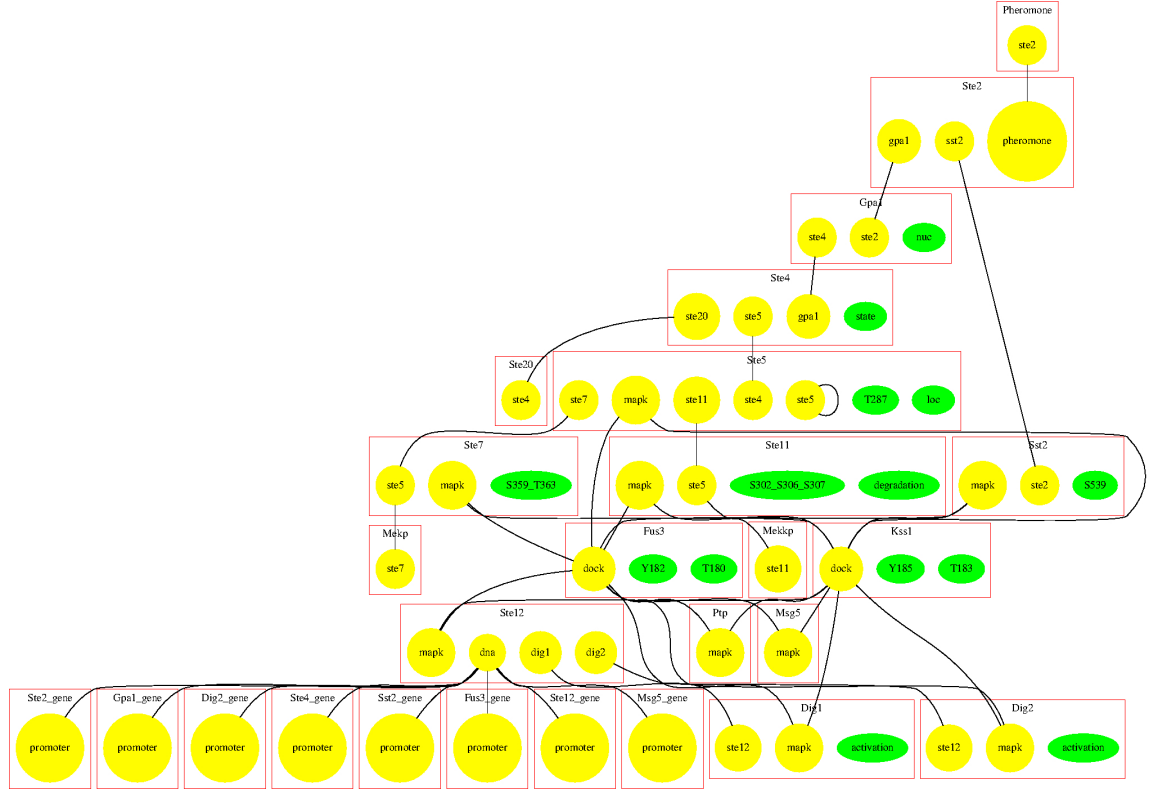 Pheromone
ste2
Ste2
gpa1 sst2 pheromone
Gpa1
ste4 ste2 nuc
Ste4
ste20 ste5 gpa1 state
Ste20 Ste5
ste4 ste7 mapk ste11 ste4 ste5 T287 loc
Ste7 Ste11 Sst2
ste5 mapk S359_T363 mapk ste5 S302_S306_S307 degradation mapk ste2 S539
Mekp Fus3 Mekkp Kss1
ste7 dock Y182 T180 ste11 dock Y185 T183
Ste12 Ptp Msg5
mapk dna dig1 dig2 mapk mapk
Ste2_gene Gpa1_gene Dig2_gene Ste4_gene Sst2_gene Fus3_gene Ste12_gene Msg5_gene Dig1 Dig2
promoter promoter promoter promoter promoter promoter promoter promoter ste12 mapk activation ste12 mapk activation